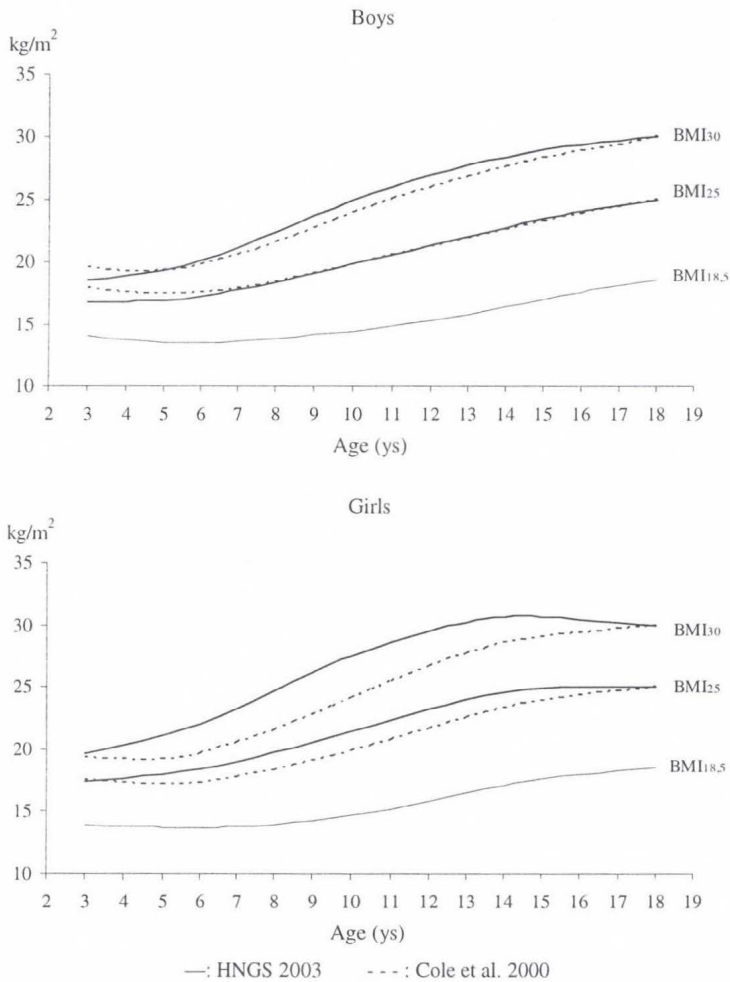 Boys
kg/m²
35
30
25
20
15
10
BMI30
BMI25
BMI18,5
2 3 4 5 6 7 8 9 10 11 12 13 14 15 16 17 18 19
Age (ys)
Girls
kg/m²
35
30
25
20
15
10
BMI30
BMI25
BMI18,5
2 3 4 5 6 7 8 9 10 11 12 13 14 15 16 17 18 19
Age (ys)
—: HNGS 2003 - - - : Cole et al. 2000